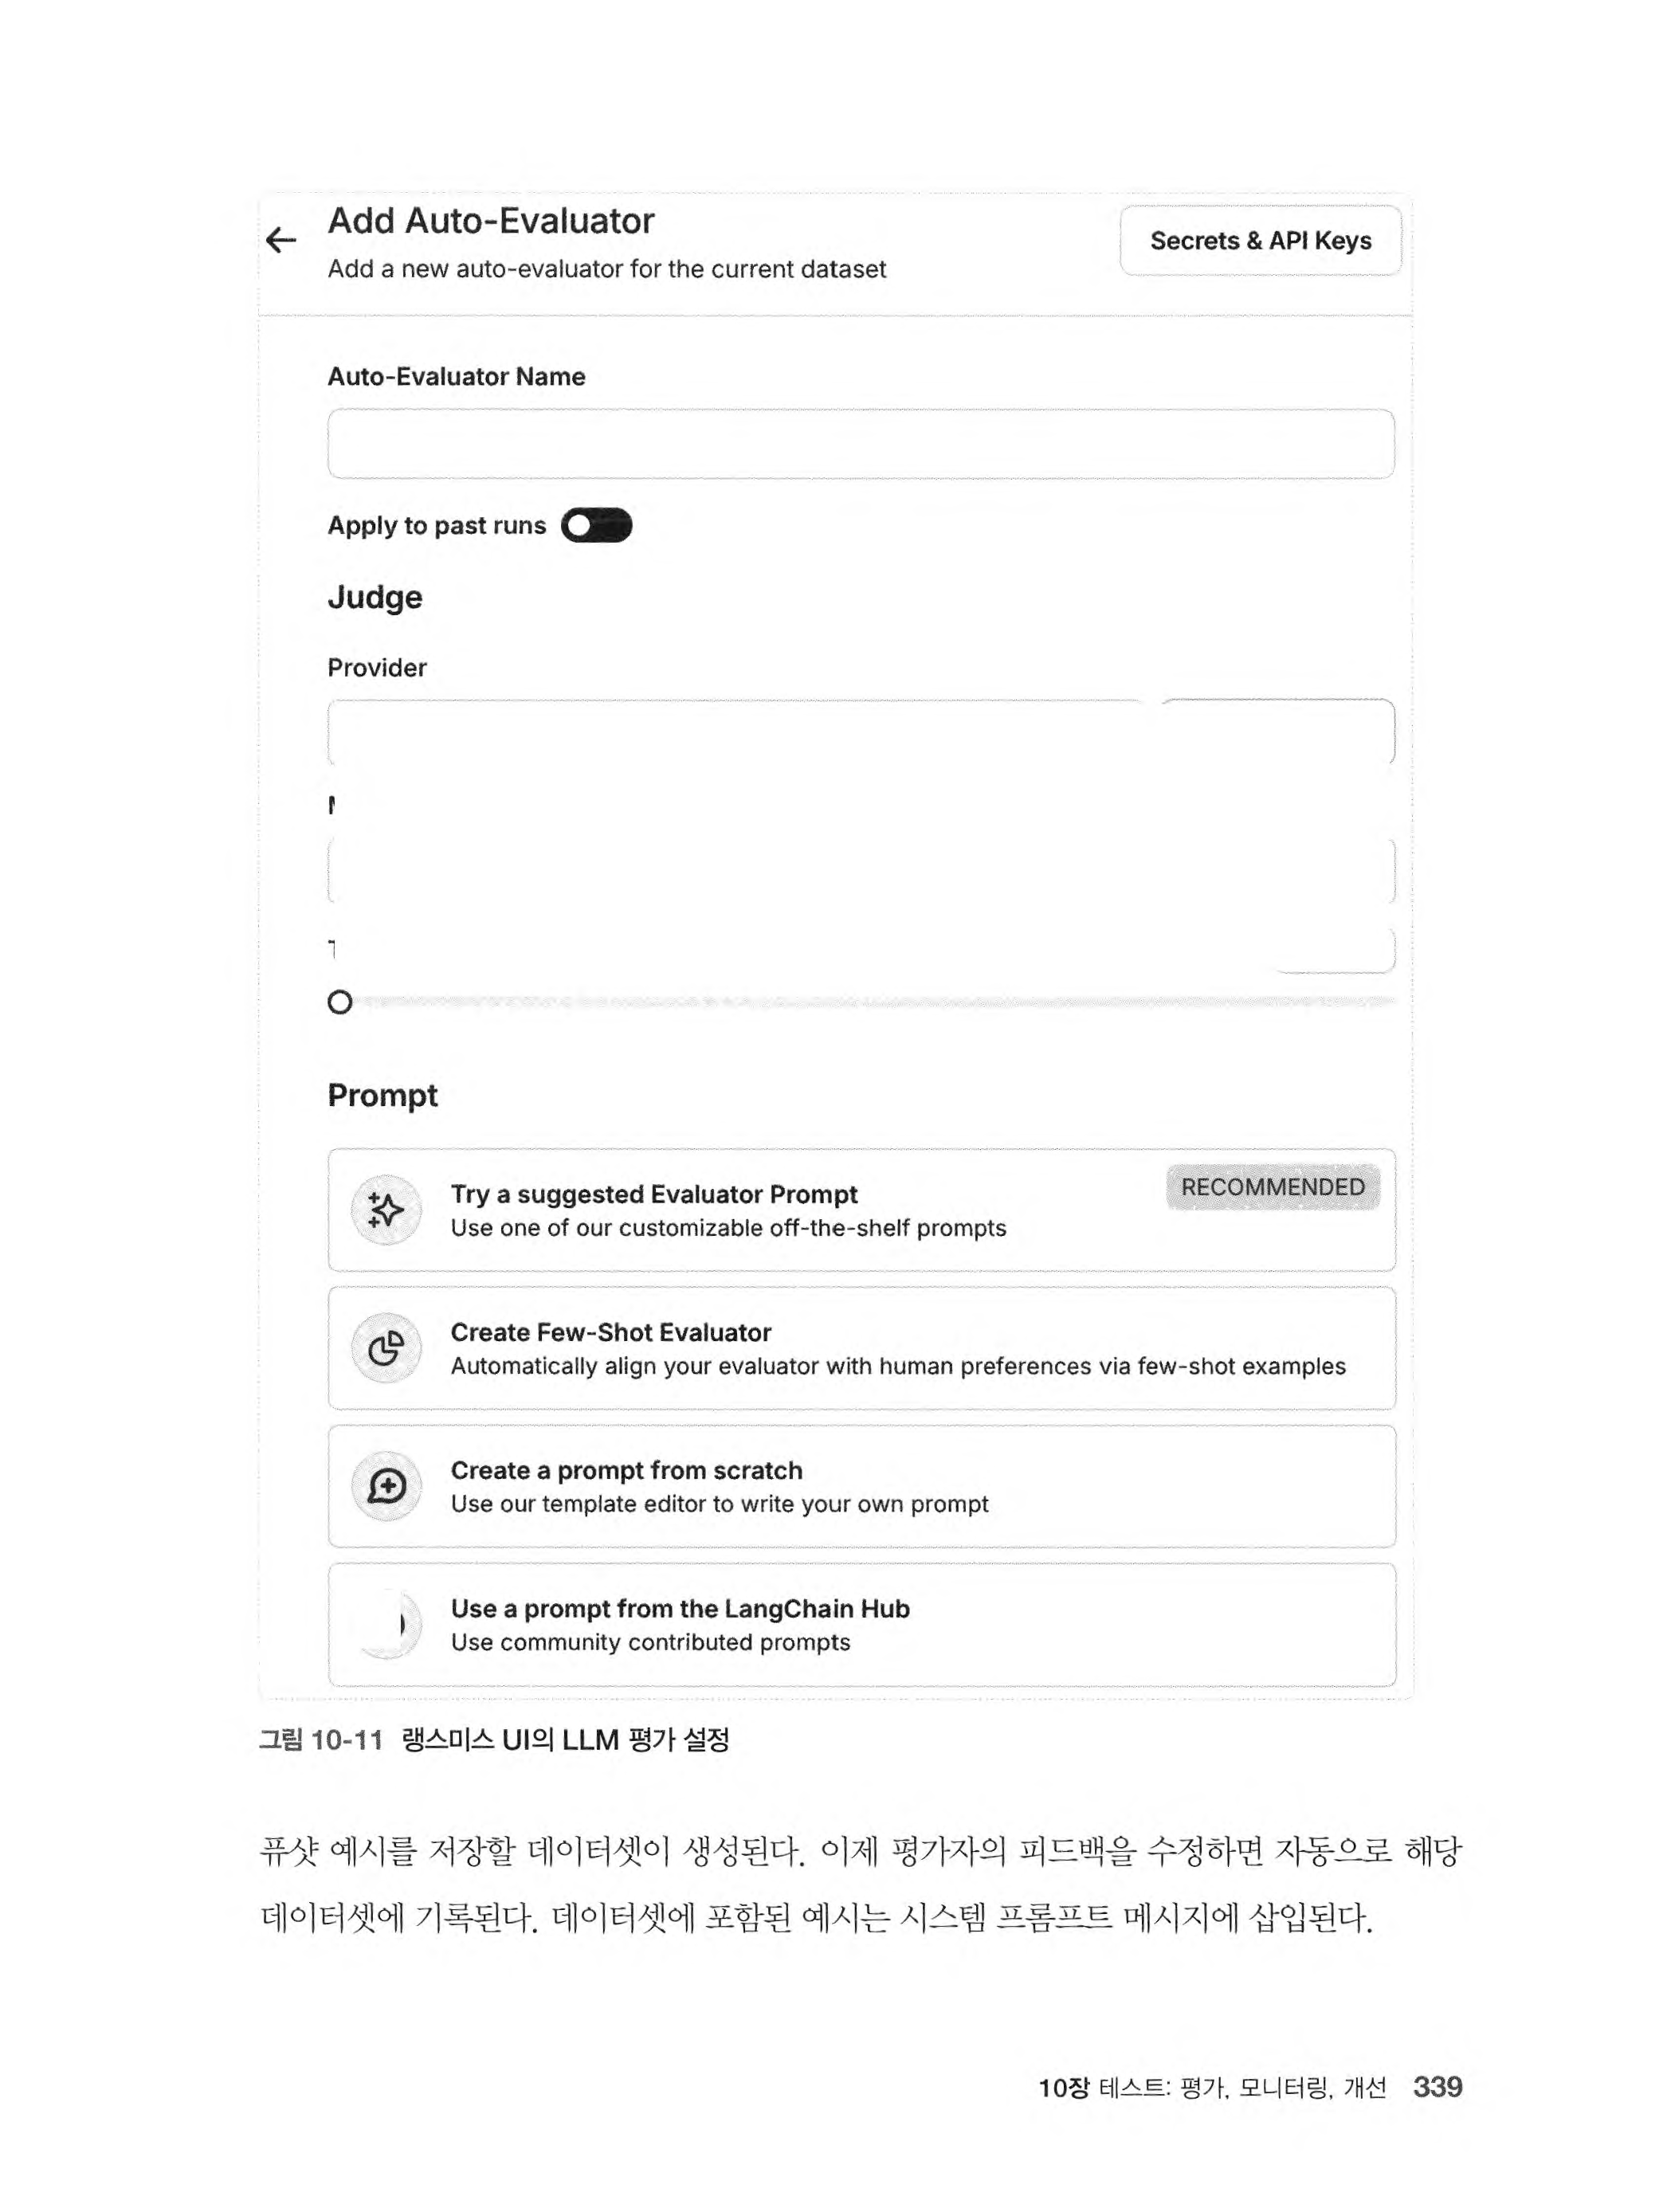 Add Auto-Evaluator
Secrets & API Keys
Add a new auto-evaluator for the current dataset
Auto-Evaluator Name
Apply to past runs
Judge
Provider
Prompt
Try a suggested Evaluator Prompt
RECOMMENDED
Use one of our customizable off-the-shelf prompts
Create Few-Shot Evaluator
Automatically align your evaluator with human preferences via few-shot examples
Create a prompt from scratch
Use our template editor to write your own prompt
Use a prompt from the LangChain Hub
Use community contributed prompts
그림 10-11 랭스미스 UI의 LLM 평가 설정
퓨샷 예시를 저장할 데이터셋이 생성된다. 이제 평가자의 피드백을 수정하면 자동으로 해당
데이터셋에 기록된다. 데이터셋에 포함된 예시는 시스템 프롬프트 메시지에 삽입된다.
10장 테스트: 평가, 모니터링, 개선 339